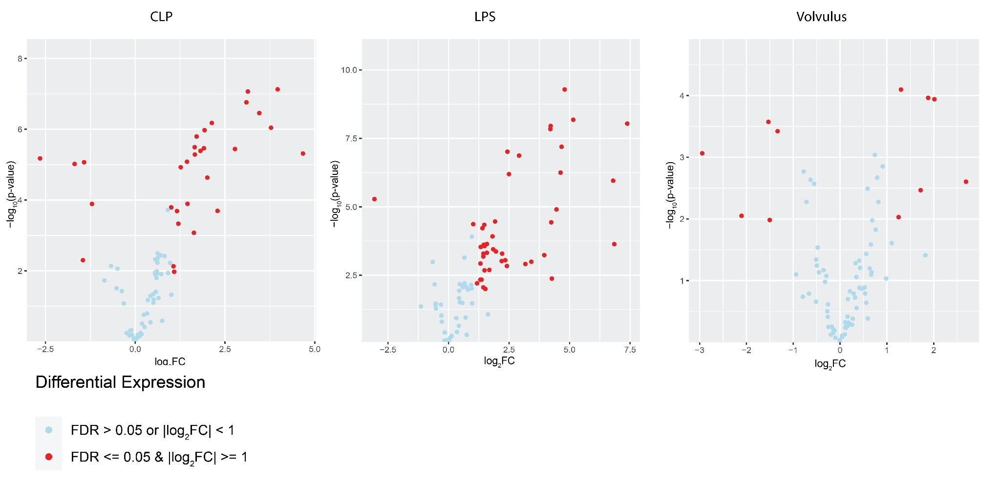 CLP
LPS
Volvulus
8
6
4
2
−log10(p-value)
−2.5
0.0
2.5
5.0
log2FC
10.0
7.5
5.0
2.5
−log10(p-value)
−2.5
0.0
2.5
5.0
7.5
log2FC
4
3
2
1
−log10(p-value)
−3
−2
−1
0
1
2
log2FC
Differential Expression
FDR > 0.05 or |log2FC| < 1
FDR <= 0.05 & |log2FC| >= 1